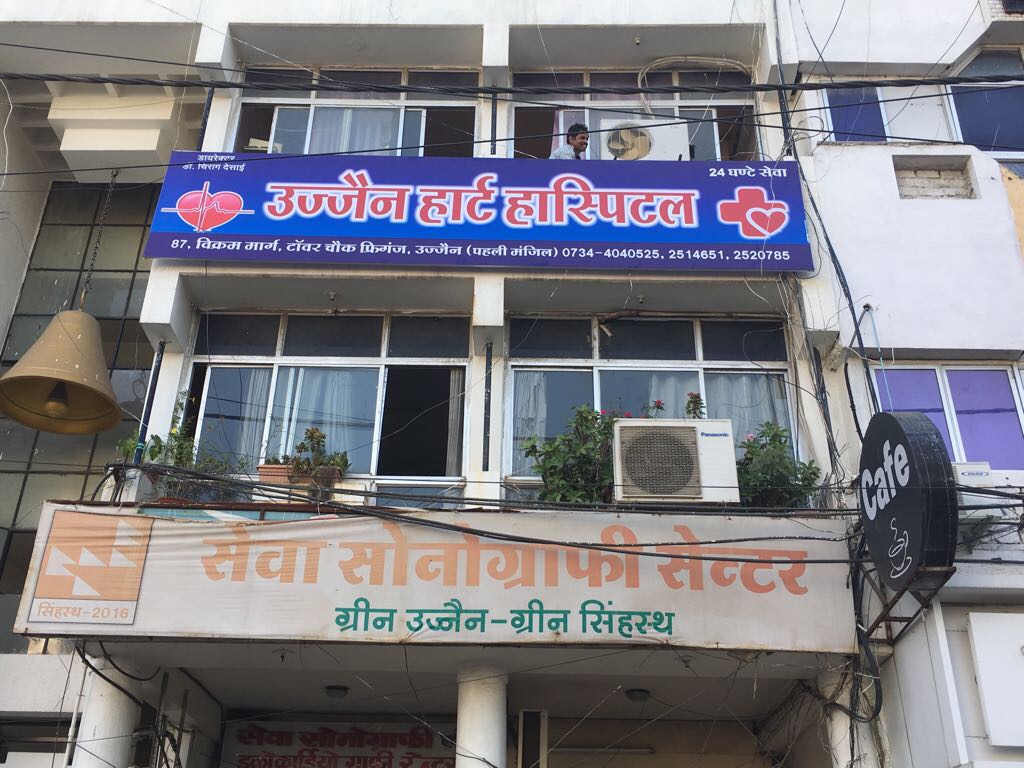 डायरेक्टर
डॉ. चिराग देसाई
24 घण्टे सेवा
उज्जैन हार्ट हास्पिटल
87, विक्रम मार्ग, टॉवर चौक फ्रिगंज, उज्जैन (पहली मंजिल) 0734-4040525, 2514651, 2520785
Panasonic
Cafe
सेवा सोनोग्राफी सेन्टर
सिंहस्थ-2016
ग्रीन उज्जैन-ग्रीन सिंहस्थ
सेवा सोनोग्राफी